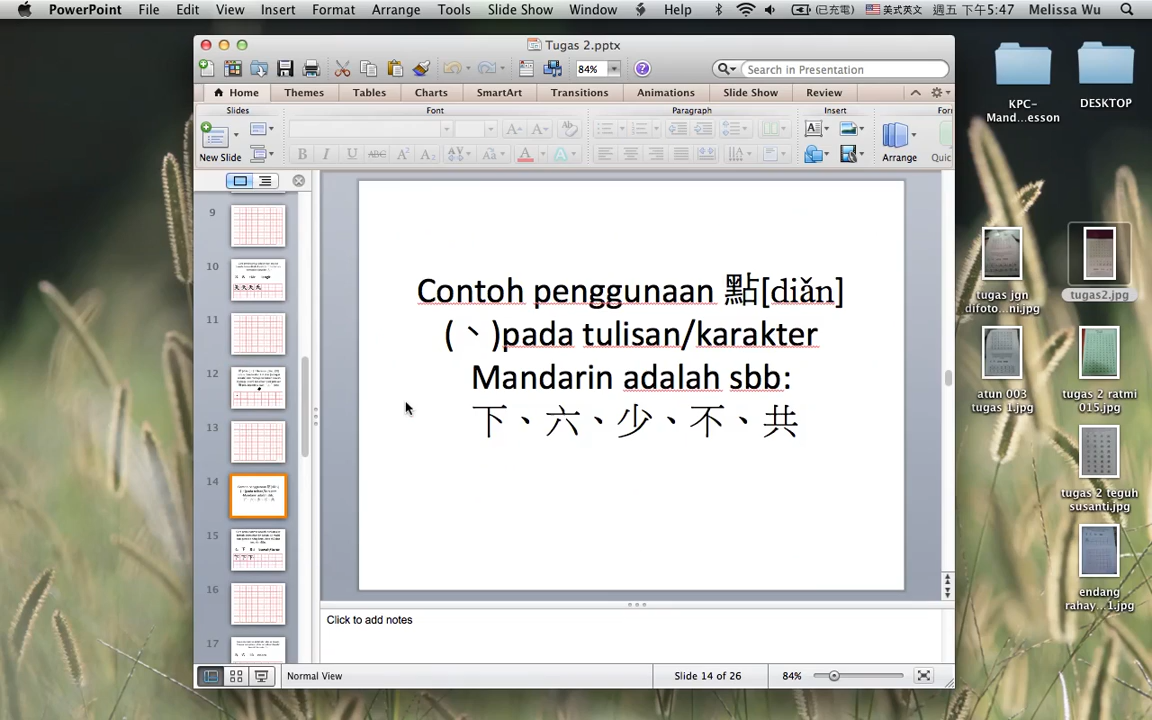 PowerPoint File Edit View Insert Format Arrange Tools Slide Show Window Help (已充電) 美式英文 週五 下午5:47 Melissa Wu
Tugas 2.pptx
84% Search in Presentation
Home Themes Tables Charts SmartArt Transitions Animations Slide Show Review
Slides Font Paragraph Insert
New Slide
B I U ABC A² A₂ AV Aa A A
Arrange
Quic
9
10
11
12
13
14
15
16
17
Contoh penggunaan 點[diǎn]
(丶)pada tulisan/karakter
Mandarin adalah sbb:
下、六、少、不、共
Click to add notes
Normal View Slide 14 of 26 84%
KPC-
Mand...esson
DESKTOP
tugas jgn
difoto...ni.jpg
tugas2.jpg
atun 003
tugas 1.jpg
tugas 2 ratmi
015.jpg
tugas 2 teguh
susanti.jpg
endang
rahay...1.jpg